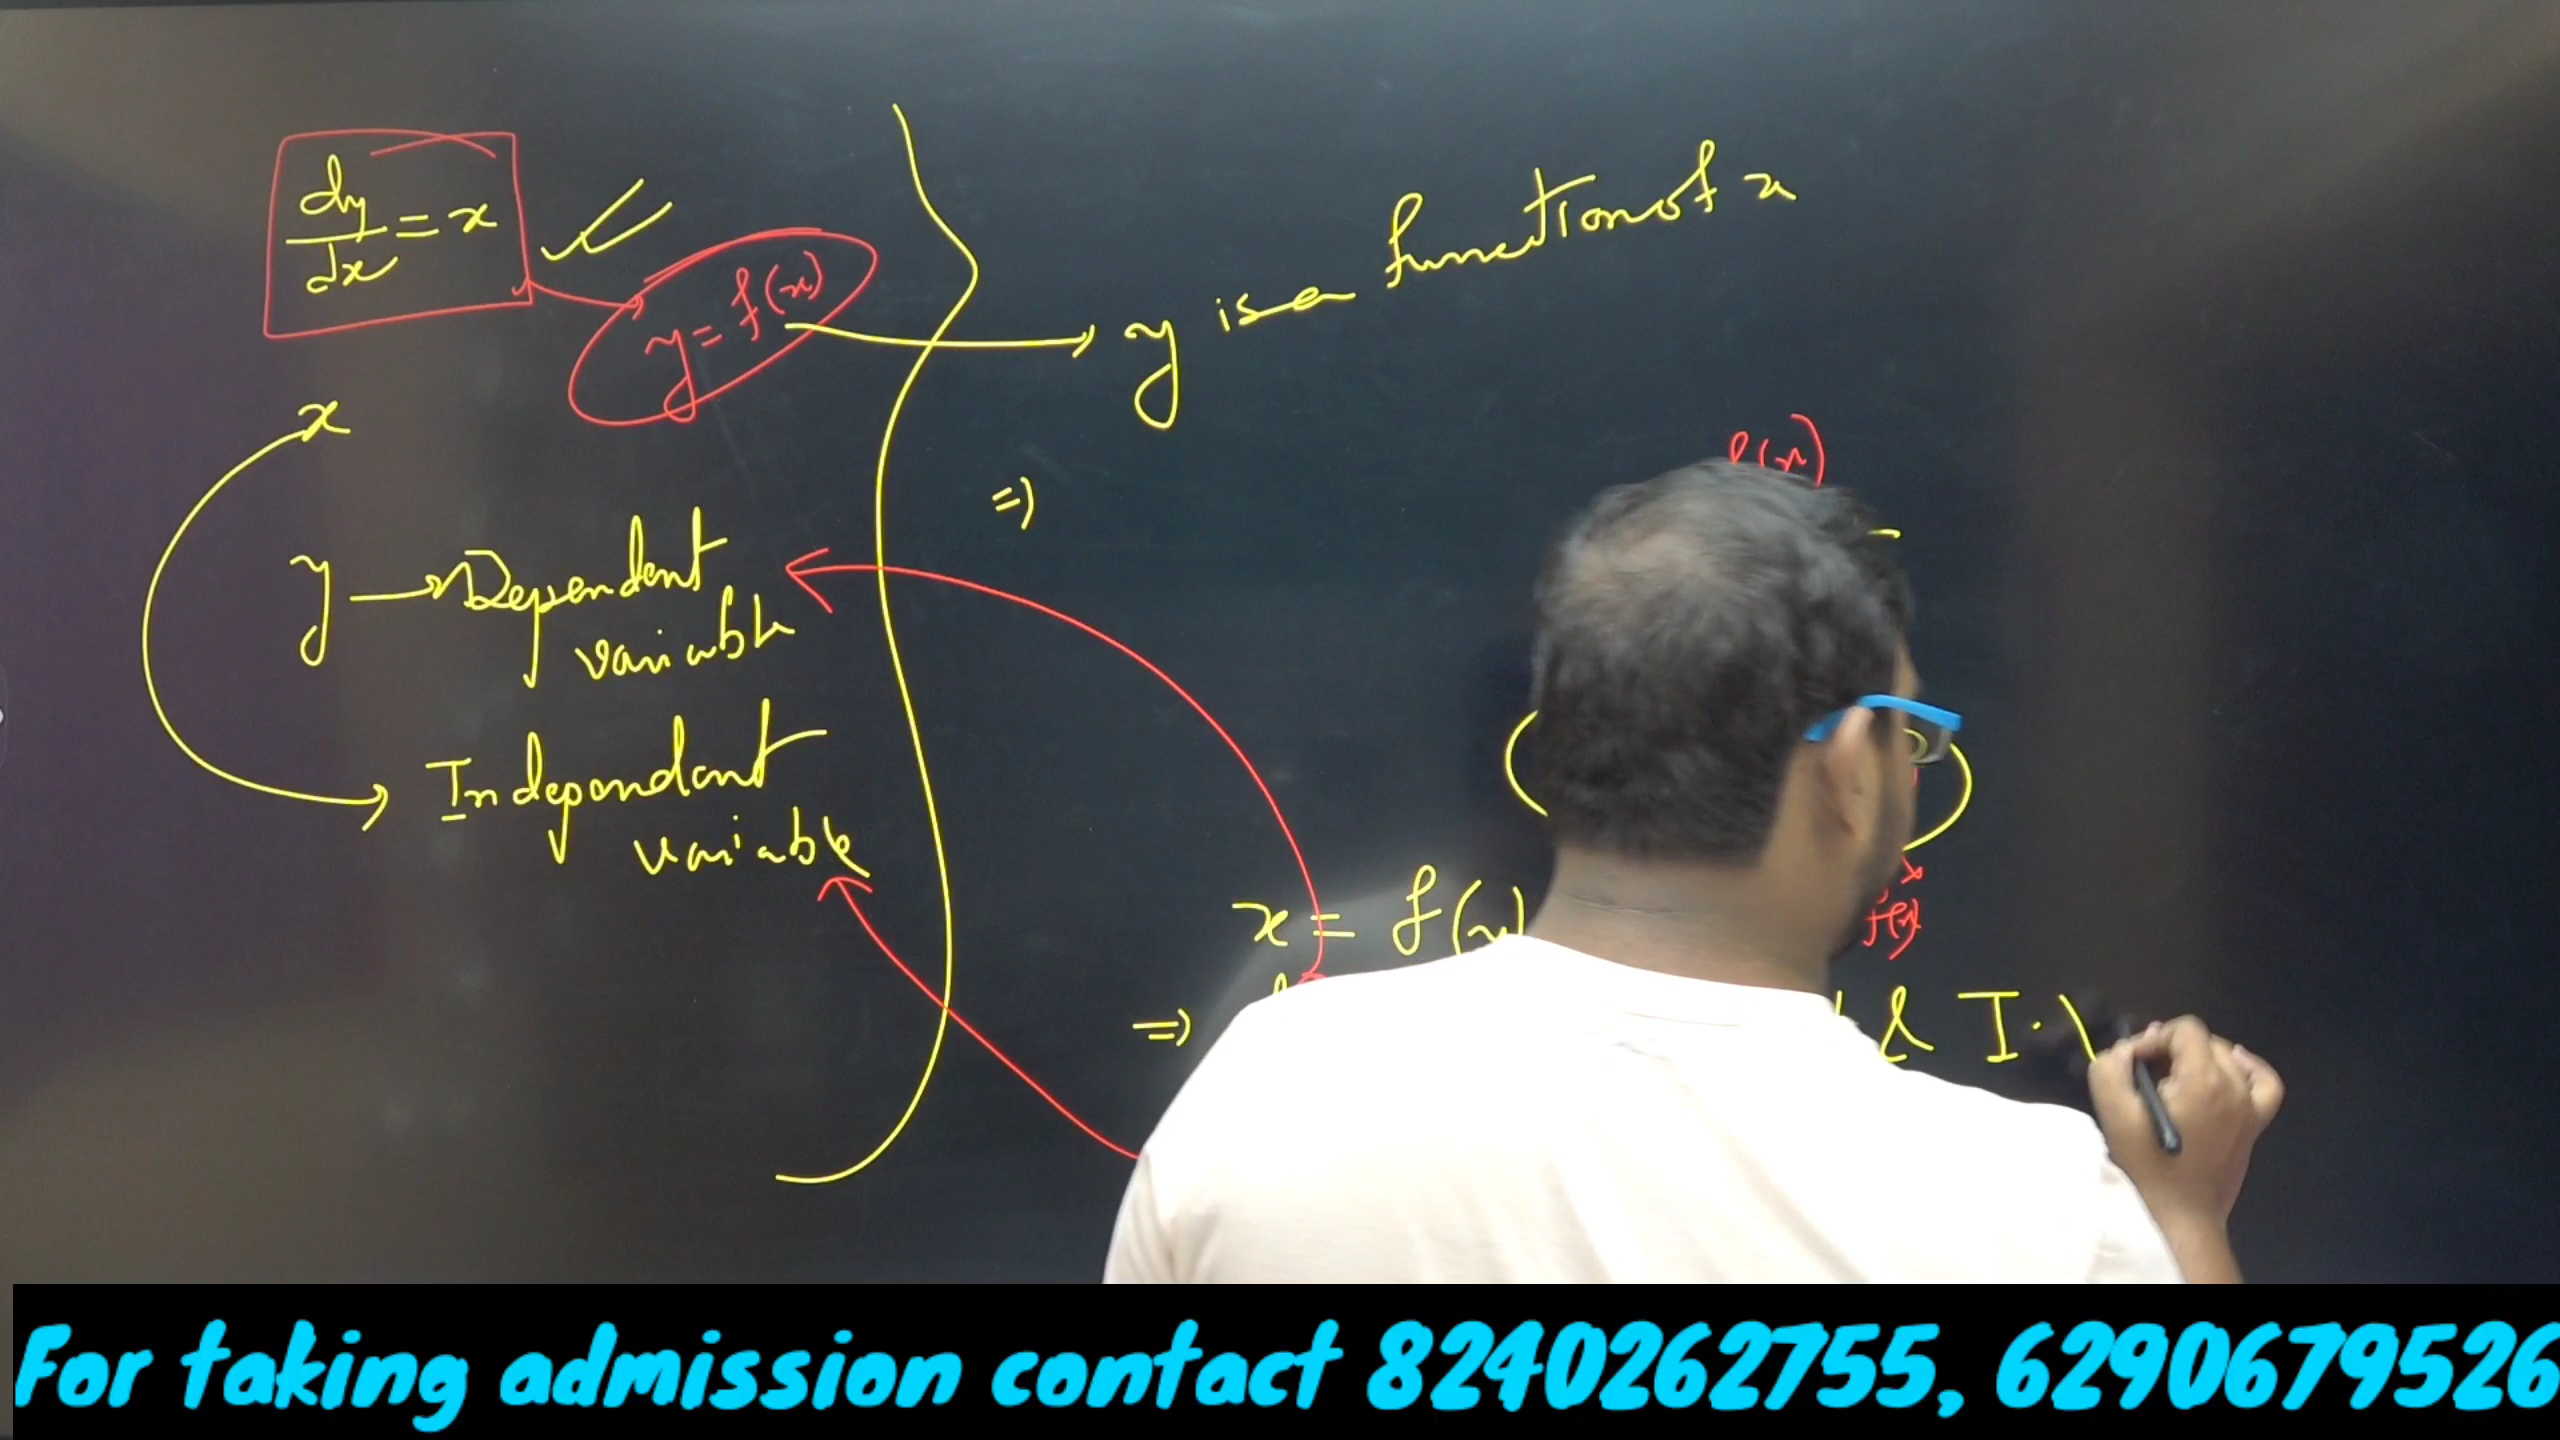 dy/dx = x
y = f(x)
x
y → Dependent
variable
Independent
variable
y is a function of x
⇒
f(x)
x = f(y)
f(x)
⇒
& I.
For taking admission contact 8240262755, 6290679526